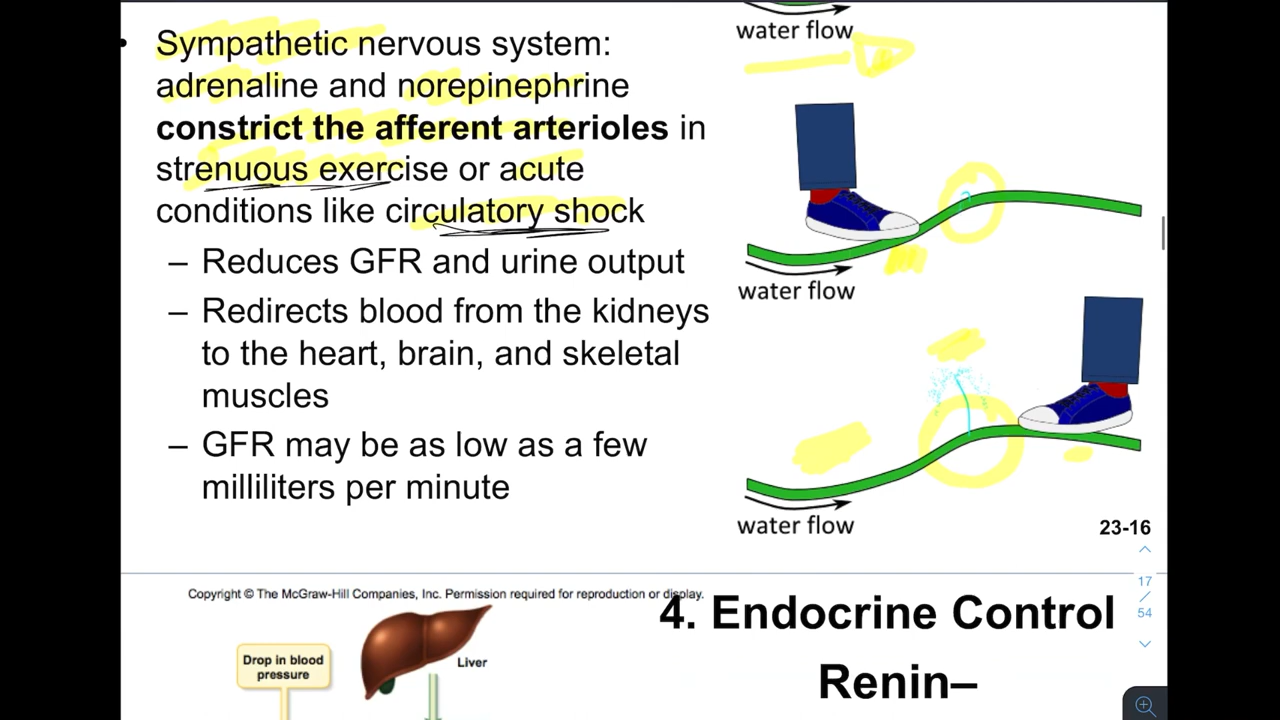 • Sympathetic nervous system:
adrenaline and norepinephrine
constrict the afferent arterioles in
strenuous exercise or acute
conditions like circulatory shock
– Reduces GFR and urine output
– Redirects blood from the kidneys
to the heart, brain, and skeletal
muscles
– GFR may be as low as a few
milliliters per minute
water flow
water flow
water flow
23-16
17
/
54
Copyright © The McGraw-Hill Companies, Inc. Permission required for reproduction or display.
4. Endocrine Control
Renin–
Drop in blood
pressure
Liver